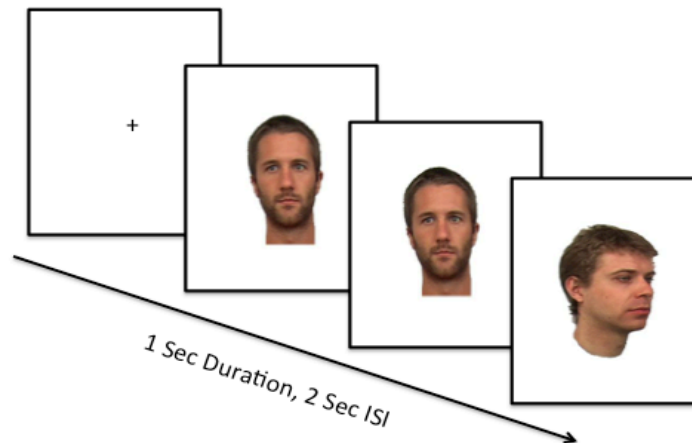 +
1 Sec Duration, 2 Sec ISI